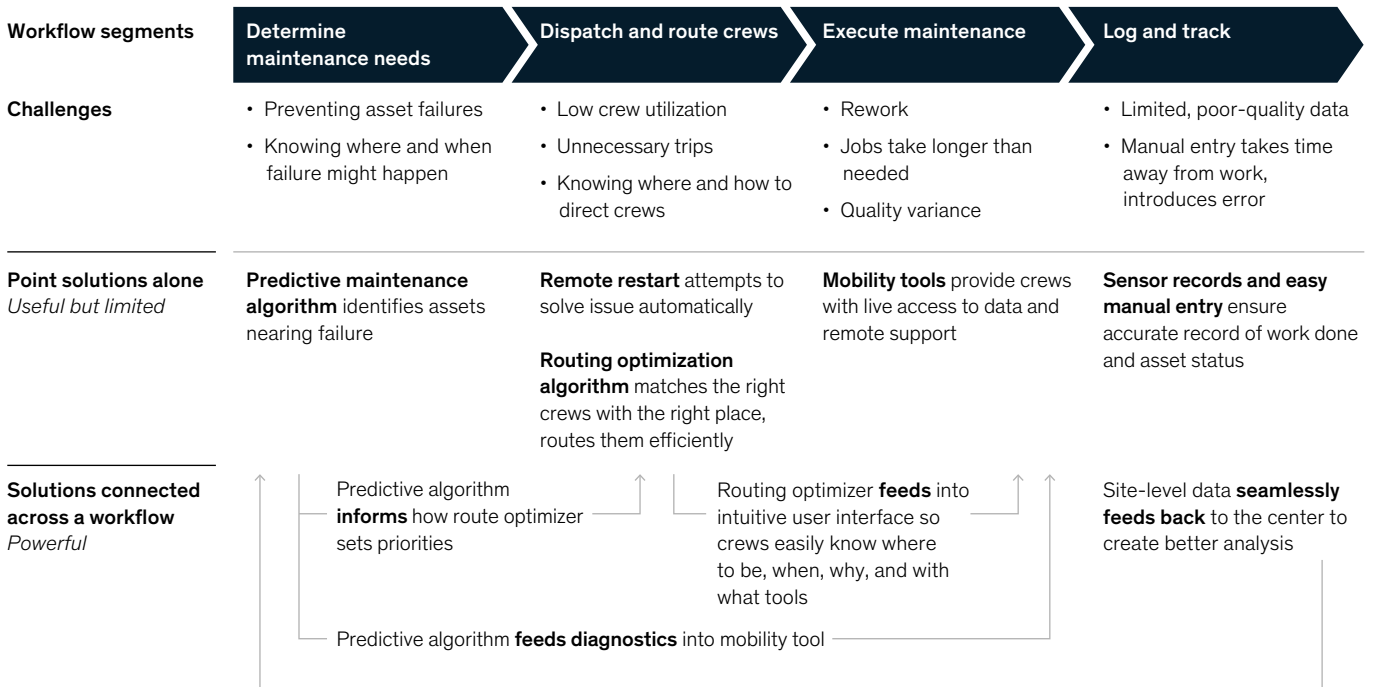 Workflow segments
Determine
maintenance needs
Dispatch and route crews
Execute maintenance
Log and track
Challenges
• Preventing asset failures
• Knowing where and when
failure might happen
• Low crew utilization
• Unnecessary trips
• Knowing where and how to
direct crews
• Rework
• Jobs take longer than
needed
• Quality variance
• Limited, poor-quality data
• Manual entry takes time
away from work,
introduces error
Point solutions alone
Useful but limited
Predictive maintenance
algorithm identifies assets
nearing failure
Remote restart attempts to
solve issue automatically
Routing optimization
algorithm matches the right
crews with the right place,
routes them efficiently
Mobility tools provide crews
with live access to data and
remote support
Sensor records and easy
manual entry ensure
accurate record of work done
and asset status
Solutions connected
across a workflow
Powerful
Predictive algorithm
informs how route optimizer
sets priorities
Routing optimizer feeds into
intuitive user interface so
crews easily know where
to be, when, why, and with
what tools
Site-level data seamlessly
feeds back to the center to
create better analysis
Predictive algorithm feeds diagnostics into mobility tool